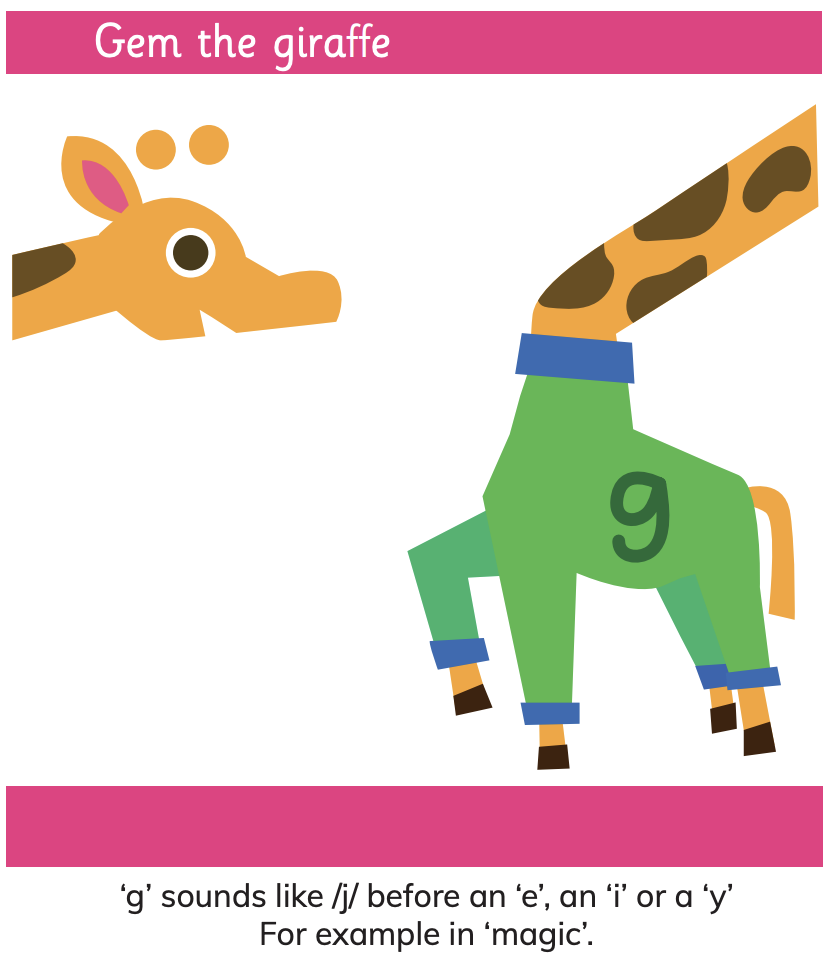 Gem the giraffe
g
‘g’ sounds like /j/ before an ‘e’, an ‘i’ or a ‘y’
For example in ‘magic’.